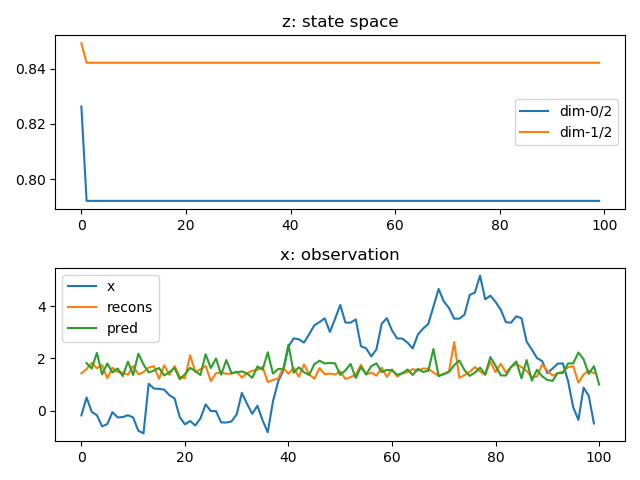 z: state space
0.84
0.82
0.80
dim-0/2
dim-1/2
0 20 40 60 80 100
x: observation
4
2
0
x
recons
pred
0 20 40 60 80 100